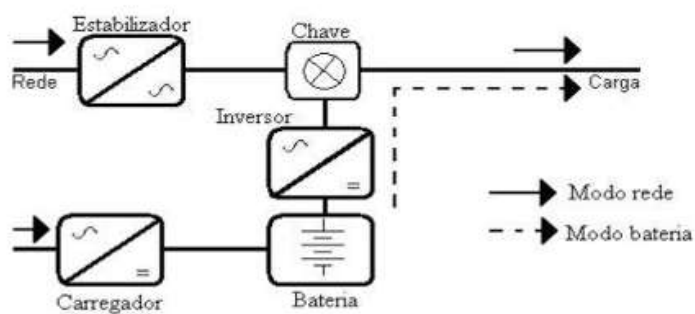 Estabilizador
Chave
Rede
Carga
Inversor
Modo rede
Modo bateria
Carregador
Bateria